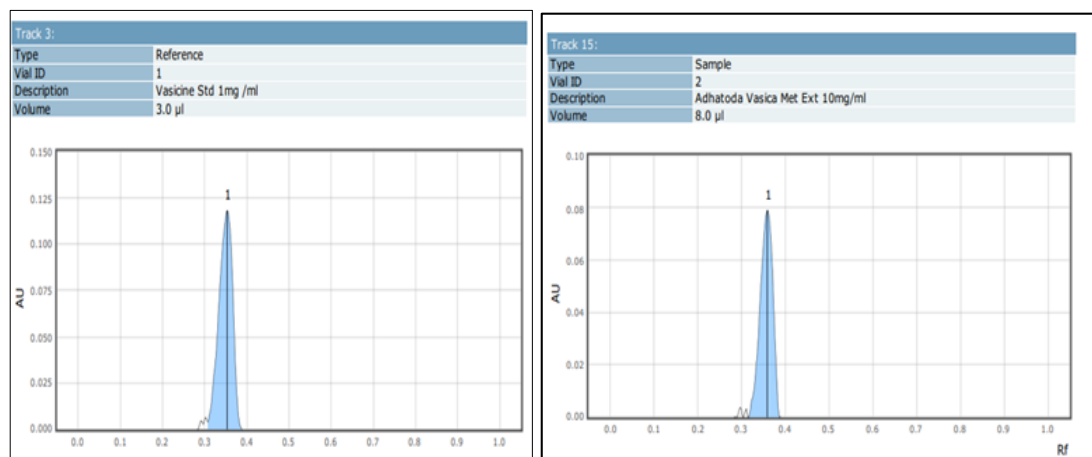 Track 3:
Type Reference
Vial ID 1
Description Vasicine Std 1mg /ml
Volume 3.0 µl
1
0.150
0.125
0.100
0.075
0.050
0.025
0.000
AU
0.0 0.1 0.2 0.3 0.4 0.5 0.6 0.7 0.8 0.9 1.0
Track 15:
Type Sample
Vial ID 2
Description Adhatoda Vasica Met Ext 10mg/ml
Volume 8.0 µl
0.10
1
0.08
0.06
0.04
0.02
0.00
AU
0.0 0.1 0.2 0.3 0.4 0.5 0.6 0.7 0.8 0.9 1.0
Rf